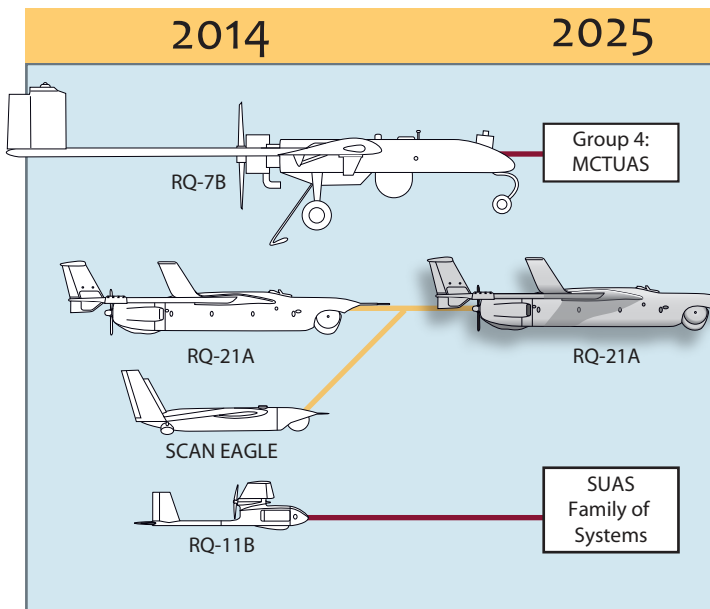 2014
2025
RQ-7B
Group 4:
MCTUAS
RQ-21A
RQ-21A
SCAN EAGLE
RQ-11B
SUAS
Family of
Systems